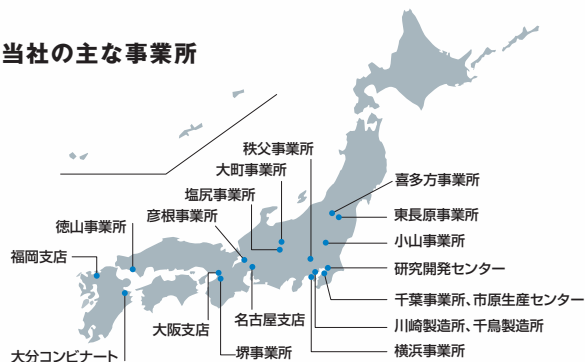 当社の主な事業所
秩父事業所
大町事業所
塩尻事業所
彦根事業所
徳山事業所
福岡支店
喜多方事業所
東長原事業所
小山事業所
研究開発センター
千葉事業所、市原生産センター
川崎製造所、千鳥製造所
横浜事業所
名古屋支店
大阪支店
堺事業所
大分コンビナート